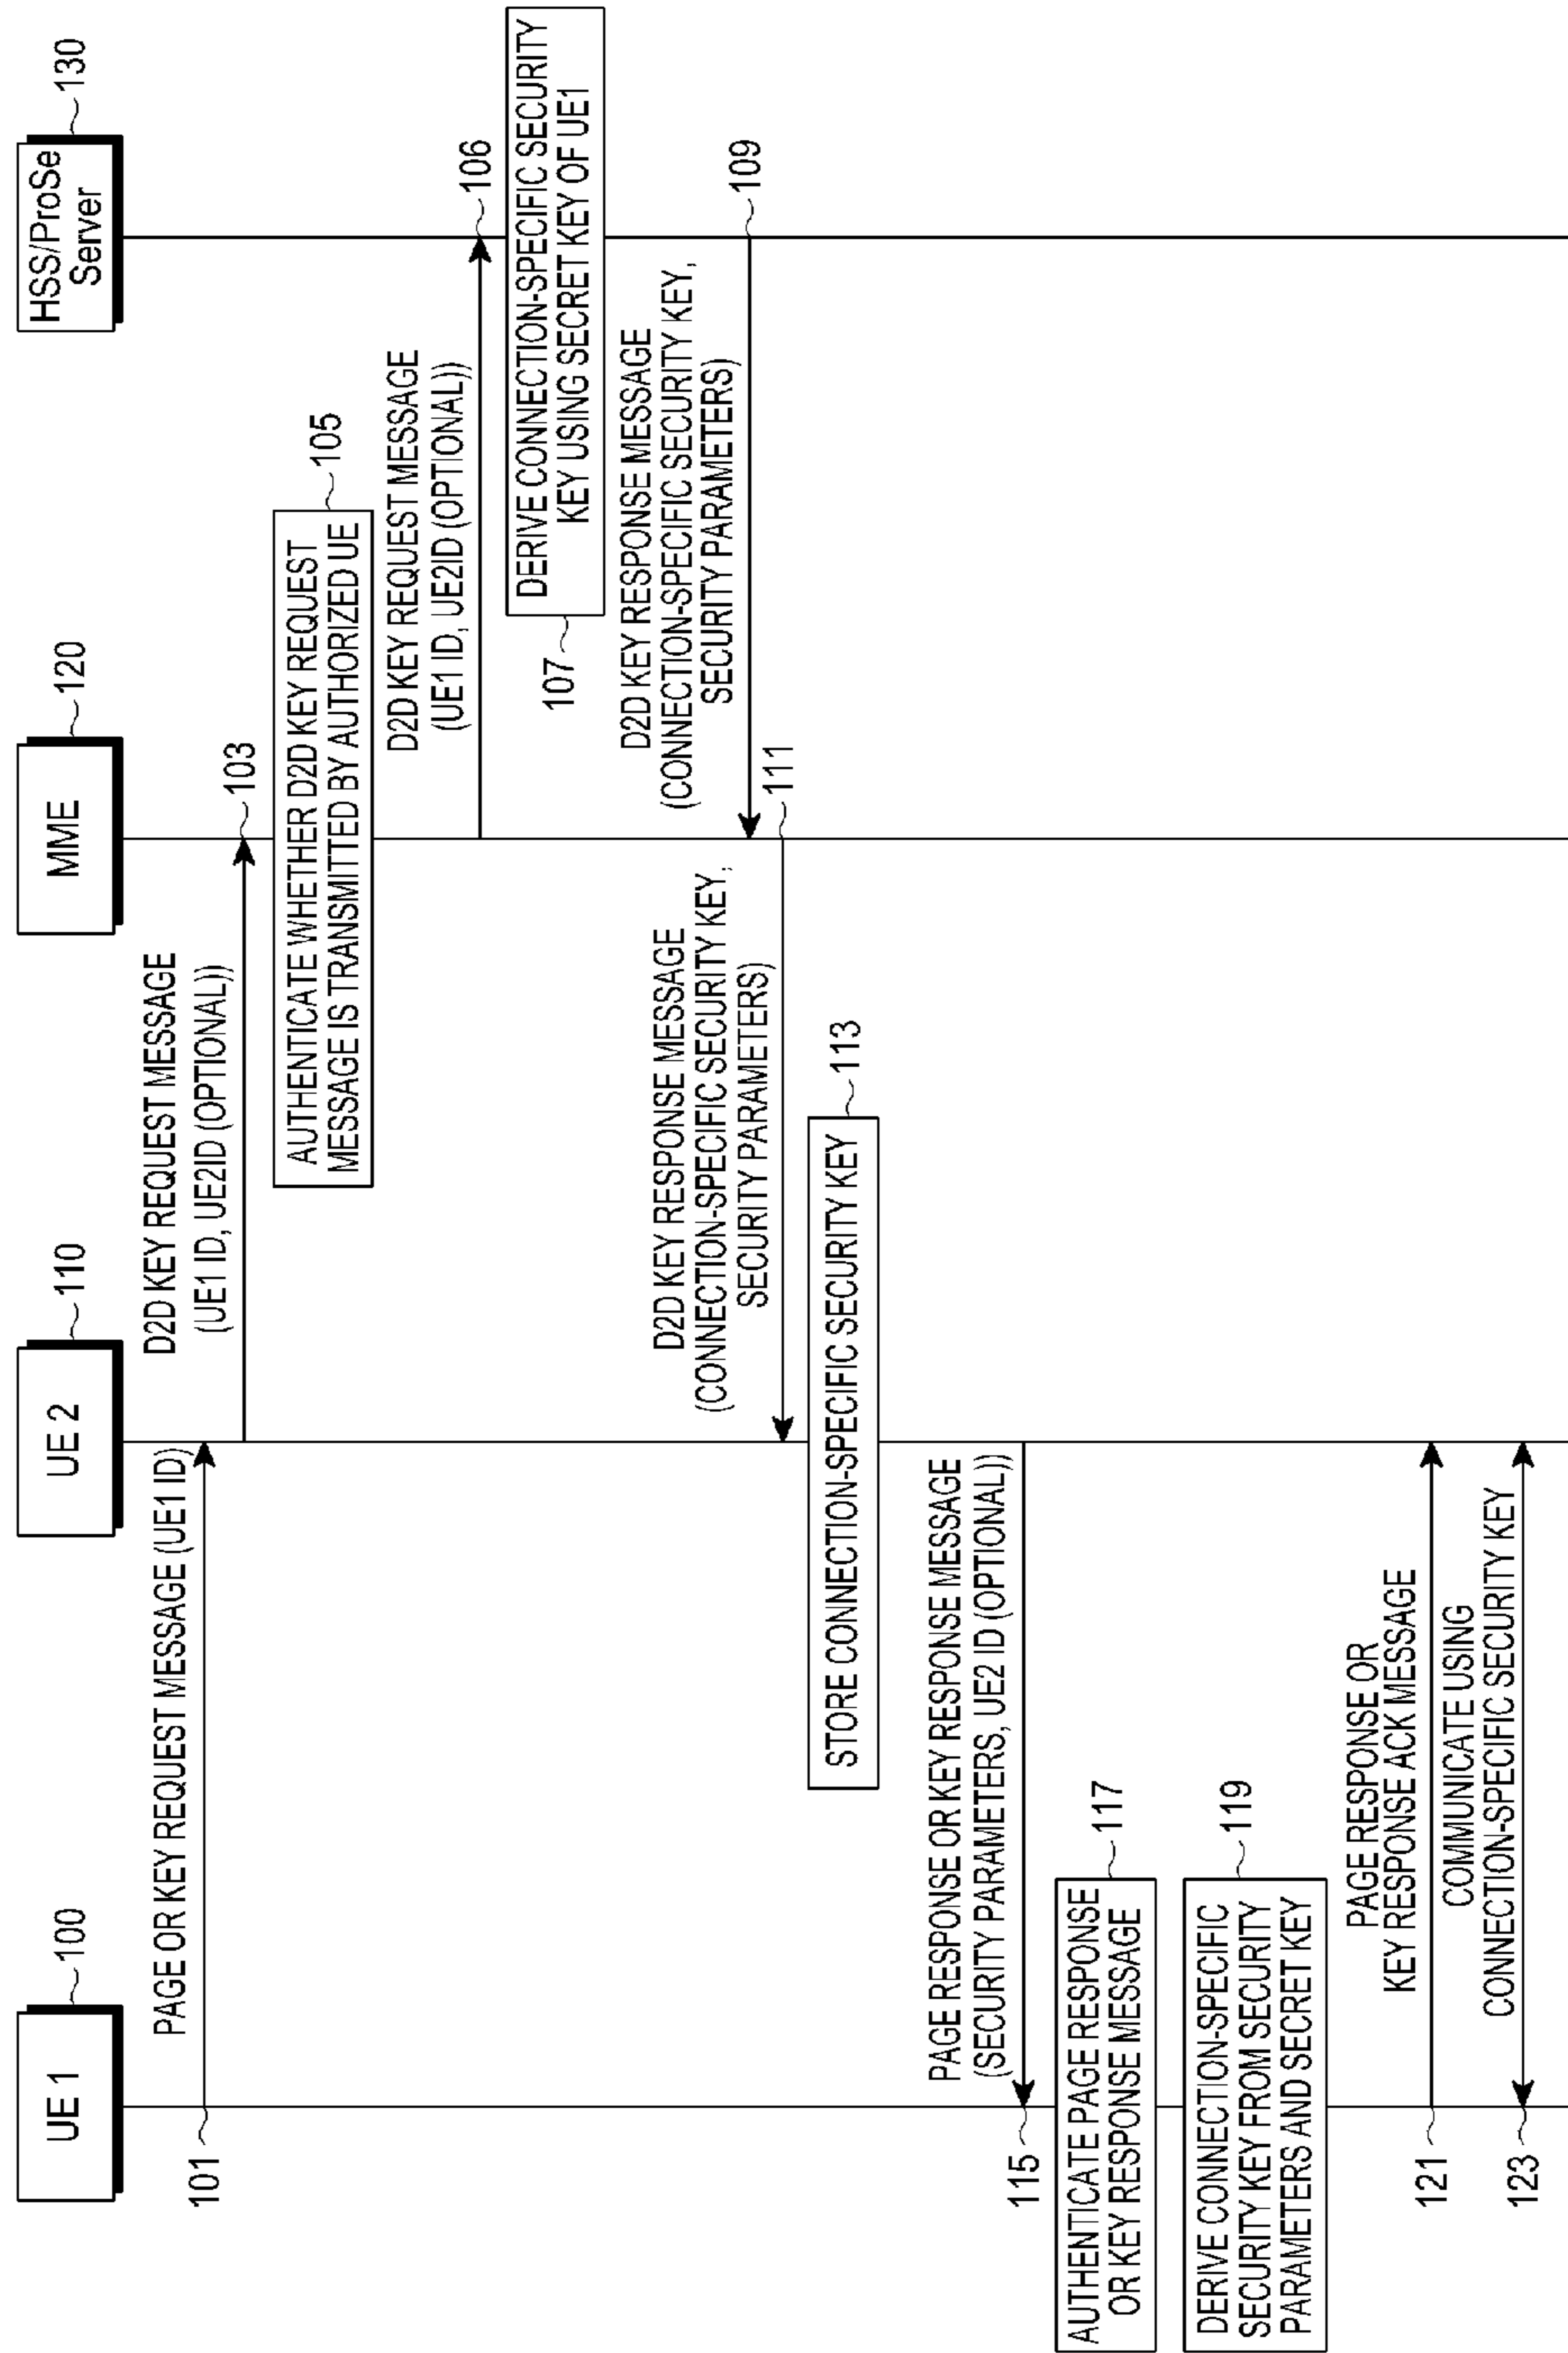 UE 1
100
UE 2
110
MME
120
HSS/ProSe
Server
130
101
PAGE OR KEY REQUEST MESSAGE (UE1 ID)
D2D KEY REQUEST MESSAGE
(UE1 ID, UE2ID (OPTIONAL))
103
AUTHENTICATE WHETHER D2D KEY REQUEST
MESSAGE IS TRANSMITTED BY AUTHORIZED UE
105
D2D KEY REQUEST MESSAGE
(UE1 ID, UE2ID (OPTIONAL))
106
DERIVE CONNECTION-SPECIFIC SECURITY
KEY USING SECRET KEY OF UE1
107
D2D KEY RESPONSE MESSAGE
(CONNECTION-SPECIFIC SECURITY KEY,
SECURITY PARAMETERS)
109
D2D KEY RESPONSE MESSAGE
(CONNECTION-SPECIFIC SECURITY KEY,
SECURITY PARAMETERS)
111
STORE CONNECTION-SPECIFIC SECURITY KEY
113
PAGE RESPONSE OR KEY RESPONSE MESSAGE
(SECURITY PARAMETERS, UE2 ID (OPTIONAL))
115
AUTHENTICATE PAGE RESPONSE
OR KEY RESPONSE MESSAGE
117
DERIVE CONNECTION-SPECIFIC
SECURITY KEY FROM SECURITY
PARAMETERS AND SECRET KEY
119
PAGE RESPONSE OR
KEY RESPONSE ACK MESSAGE
121
COMMUNICATE USING
CONNECTION-SPECIFIC SECURITY KEY
123